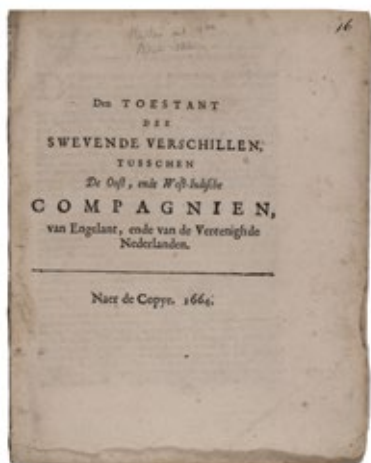 16
Den TOESTANT
DER
SWEVENDE VERSCHILLEN,
TUSSCHEN
De Oost, ende West-Indische
COMPAGNIEN,
van Engelant, ende van de Vereenighde
Nederlanden.
Naer de Copye. 1664.